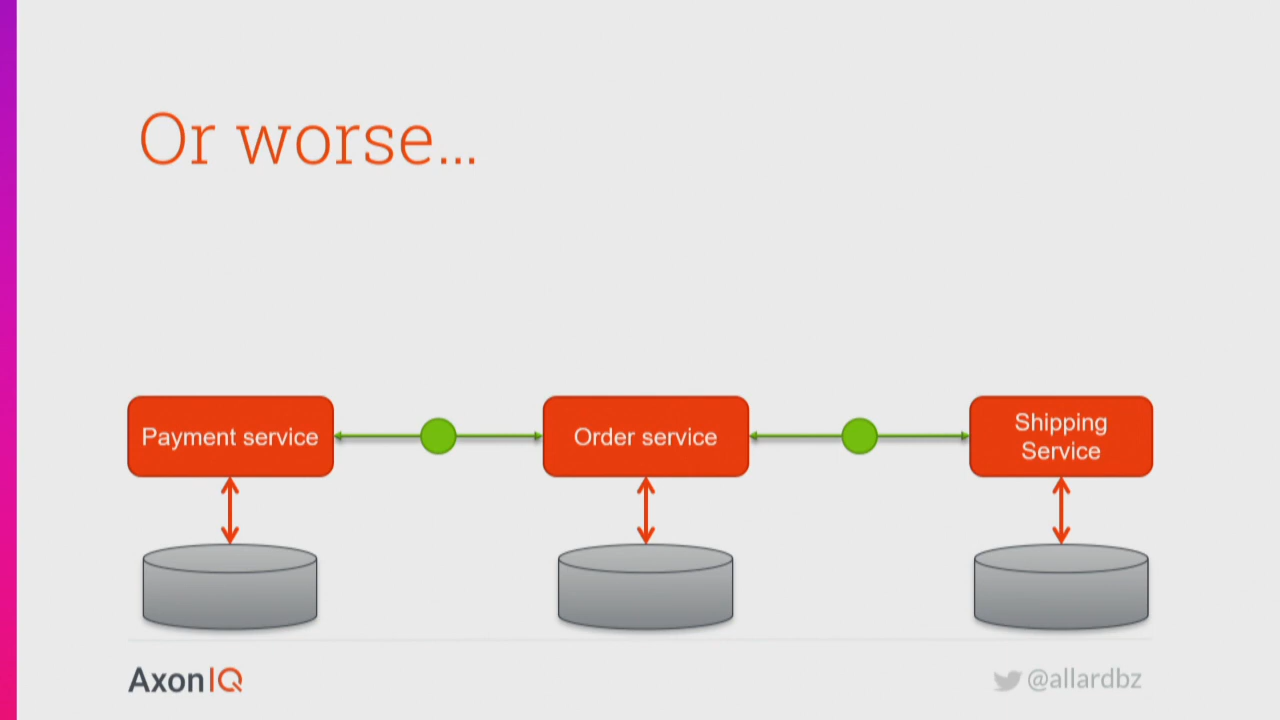 Or worse...
Payment service
Order service
Shipping
Service
AxonIQ
@allardbz